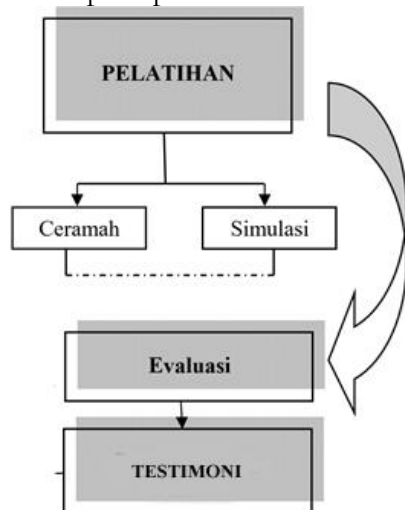 PELATIHAN
Ceramah
Simulasi
Evaluasi
TESTIMONI